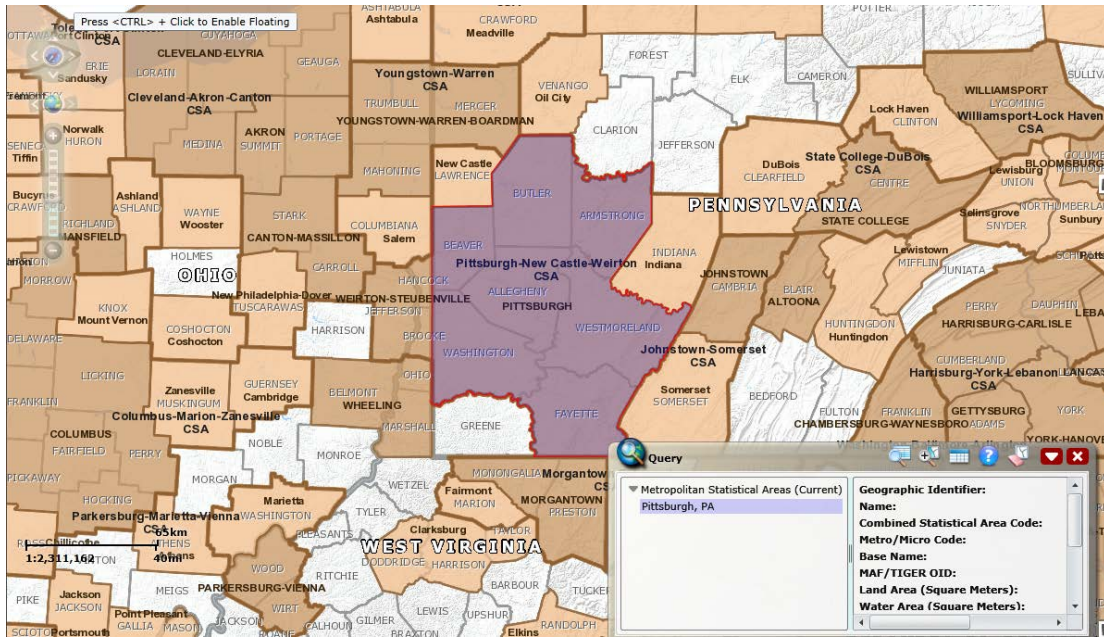 Press <CTRL> + Click to Enable Floating
ASHTABULA
Ashtabula
CSA
CRAWFORD
Meadville
POTTER
CSA
CUYAHOGA
CLEVELAND-ELYRIA
GEAUGA
FOREST
ELK
CAMERON
ERIE
Sandusky
LORAIN
Youngstown-Warren
CSA
VENANGO
Oil City
WILLIAMSPORT
LYCOMING
Williamsport-Lock Haven
CSA
Cleveland-Akron-Canton
CSA
TRUMBULL
MERCER
Lock Haven
CLINTON
Norwalk
HURON
AKRON
SUMMIT
PORTAGE
YOUNGSTOWN-WARREN-BOARDMAN
CLARION
JEFFERSON
MEDINA
Tiffin
MAHONING
New Castle
LAWRENCE
DuBois
CLEARFIELD
State College-DuBois
CSA
CENTRE
Lewisburg
UNION
Ashland
ASHLAND
WAYNE
Wooster
STARK
BUTLER
ARMSTRONG
PENNSYLVANIA
STATE COLLEGE
Selinsgrove
SNYDER
Sunbury
RICHLAND
COLUMBIANA
Salem
CANTON-MASSILLON
BEAVER
Pittsburgh-New Castle-Weirton
CSA
INDIANA
Indiana
Lewistown
MIFFLIN
JUNIATA
HOLMES
OHIO
CARROLL
HANCOCK
ALLEGHENY
PITTSBURGH
JOHNSTOWN
CAMBRIA
BLAIR
ALTOONA
MORROW
KNOX
Mount Vernon
New Philadelphia-Dover
TUSCARAWAS
WEIRTON-STEUBENVILLE
JEFFERSON
PERRY
DAUPHIN
HARRISBURG-CARLISLE
COSHOCTON
Coshocton
HARRISON
BROOKE
WESTMORELAND
HUNTINGDON
Huntingdon
DELAWARE
WASHINGTON
Johnstown-Somerset
CSA
CUMBERLAND
Harrisburg-York-Lebanon
CSA
LICKING
Zanesville
MUSKINGUM
GUERNSEY
Cambridge
BELMONT
OHIO
WHEELING
Somerset
SOMERSET
BEDFORD
FULTON
FRANKLIN
GETTYSBURG
ADAMS
YORK
FRANKLIN
Columbus-Marion-Zanesville
CSA
MARSHALL
GREENE
FAYETTE
CHAMBERSBURG-WAYNESBORO
COLUMBUS
FAIRFIELD
PERRY
NOBLE
MONROE
MORGAN
WETZEL
MONONGALIA
MORGANTOWN
PRESTON
HOCKING
Marietta
WASHINGTON
Fairmont
MARION
TYLER
Parkersburg-Marietta-Vienna
CSA
Clarksburg
HARRISON
TAYLOR
65km
1:2,311,162
40mi
ATHENS
Athens
WEST VIRGINIA
DODDRIDGE
WOOD
RITCHIE
BARBOUR
TUCKER
PARKERSBURG-VIENNA
MEIGS
WIRT
PIKE
JACKSON
Jackson
Point Pleasant
GALLIA
MASON
JACKSON
ROANE
CALHOUN
GILMER
LEWIS
UPSHUR
BRAXTON
RANDOLPH
Elkins
SCIOTO
Portsmouth
Query
Metropolitan Statistical Areas (Current)
Pittsburgh, PA
Geographic Identifier:
Name:
Combined Statistical Area Code:
Metro/Micro Code:
Base Name:
MAF/TIGER OID:
Land Area (Square Meters):
Water Area (Square Meters):